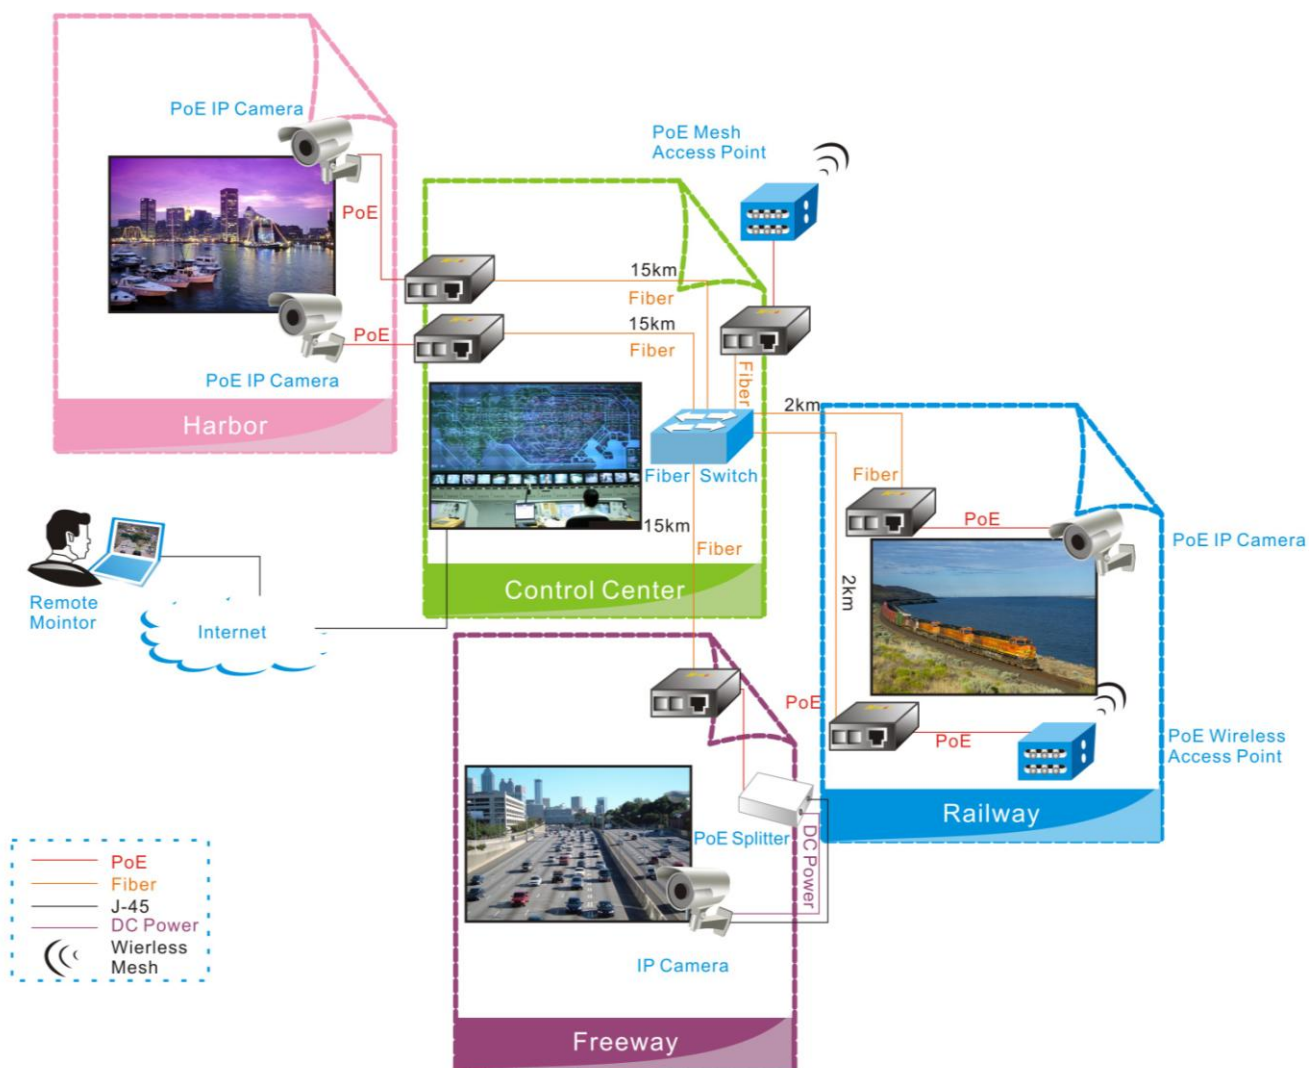 PoE IP Camera
PoE
PoE
PoE IP Camera
Harbor
PoE Mesh
Access Point
15km
Fiber
15km
Fiber
Fiber
Fiber Switch
15km
Fiber
Control Center
2km
Fiber
PoE
PoE IP Camera
2km
PoE
PoE Wireless
Access Point
Railway
Remote
Mointor
Internet
PoE
PoE Splitter
DC Power
IP Camera
Freeway
PoE
Fiber
J-45
DC Power
Wierless
Mesh